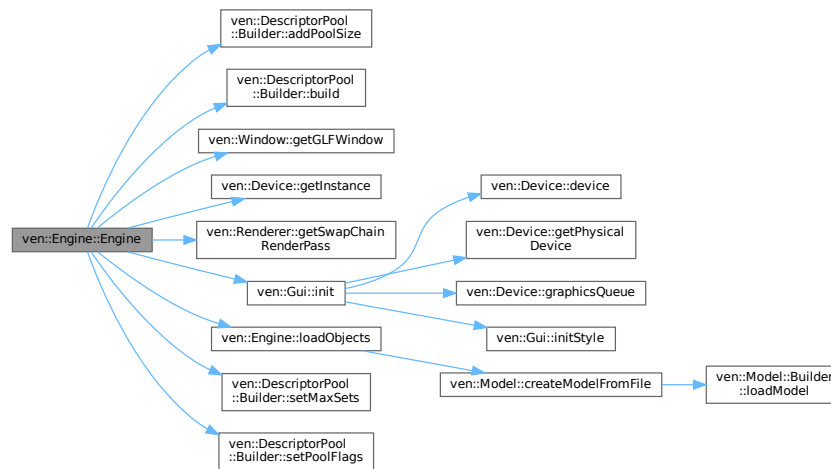 ven::Engine::Engine
ven::DescriptorPool
::Builder::addPoolSize
ven::DescriptorPool
::Builder::build
ven::Window::getGLFWindow
ven::Device::getInstance
ven::Renderer::getSwapChain
RenderPass
ven::Gui::init
ven::Engine::loadObjects
ven::DescriptorPool
::Builder::setMaxSets
ven::DescriptorPool
::Builder::setPoolFlags
ven::Device::device
ven::Device::getPhysical
Device
ven::Device::graphicsQueue
ven::Gui::initStyle
ven::Model::createModelFromFile
ven::Model::Builder
::loadModel